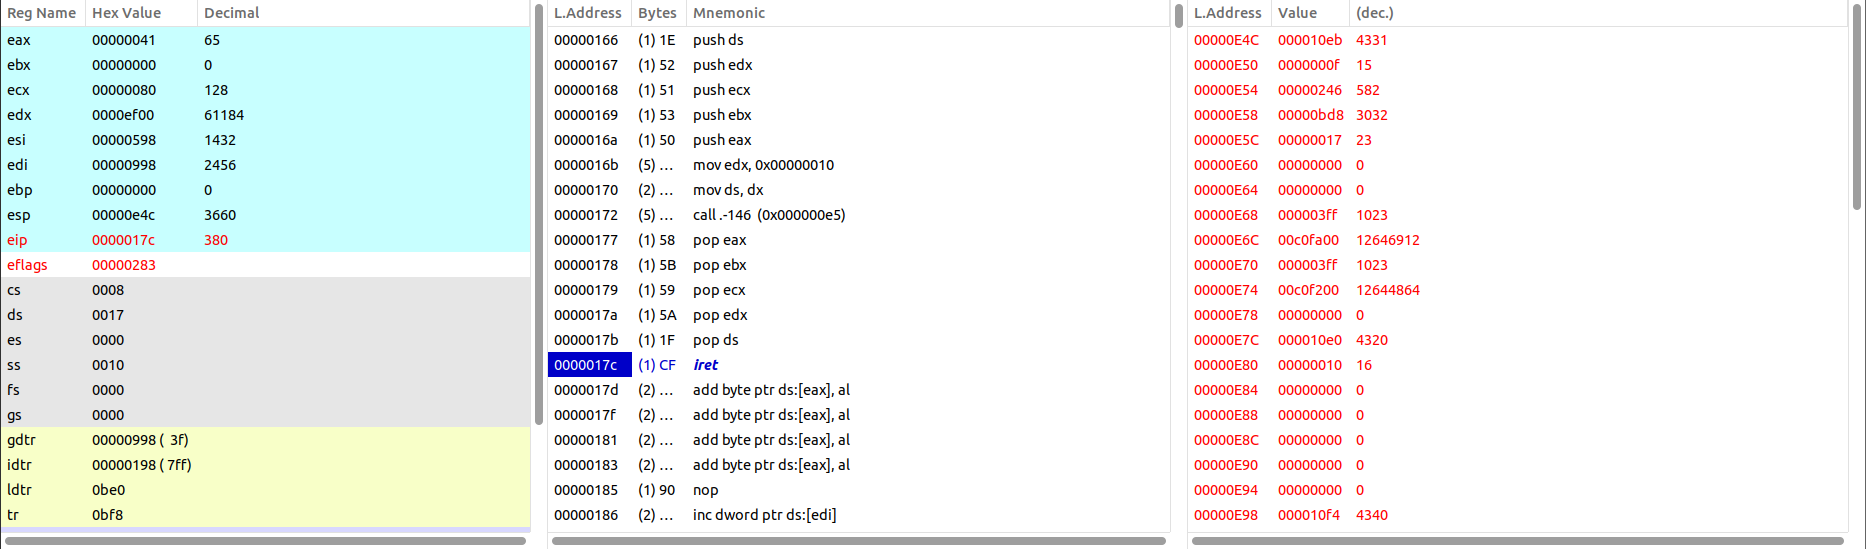 Reg Name Hex Value Decimal
eax 00000041 65
ebx 00000000 0
ecx 00000080 128
edx 0000ef00 61184
esi 00000598 1432
edi 00000998 2456
ebp 00000000 0
esp 00000e4c 3660
eip 0000017c 380
eflags 00000283
cs 0008
ds 0017
es 0000
ss 0010
fs 0000
gs 0000
gdtr 00000998 ( 3f)
idtr 00000198 ( 7ff)
ldtr 0be0
tr 0bf8
L.Address Bytes Mnemonic
00000166 (1) 1E push ds
00000167 (1) 52 push edx
00000168 (1) 51 push ecx
00000169 (1) 53 push ebx
0000016a (1) 50 push eax
0000016b (5) ... mov edx, 0x00000010
00000170 (2) ... mov ds, dx
00000172 (5) ... call .-146 (0x000000e5)
00000177 (1) 58 pop eax
00000178 (1) 5B pop ebx
00000179 (1) 59 pop ecx
0000017a (1) 5A pop edx
0000017b (1) 1F pop ds
0000017c (1) CF iret
0000017d (2) ... add byte ptr ds:[eax], al
0000017f (2) ... add byte ptr ds:[eax], al
00000181 (2) ... add byte ptr ds:[eax], al
00000183 (2) ... add byte ptr ds:[eax], al
00000185 (1) 90 nop
00000186 (2) ... inc dword ptr ds:[edi]
L.Address Value (dec.)
00000E4C 000010eb 4331
00000E50 0000000f 15
00000E54 00000246 582
00000E58 00000bd8 3032
00000E5C 00000017 23
00000E60 00000000 0
00000E64 00000000 0
00000E68 000003ff 1023
00000E6C 00c0fa00 12646912
00000E70 000003ff 1023
00000E74 00c0f200 12644864
00000E78 00000000 0
00000E7C 000010e0 4320
00000E80 00000010 16
00000E84 00000000 0
00000E88 00000000 0
00000E8C 00000000 0
00000E90 00000000 0
00000E94 00000000 0
00000E98 000010f4 4340